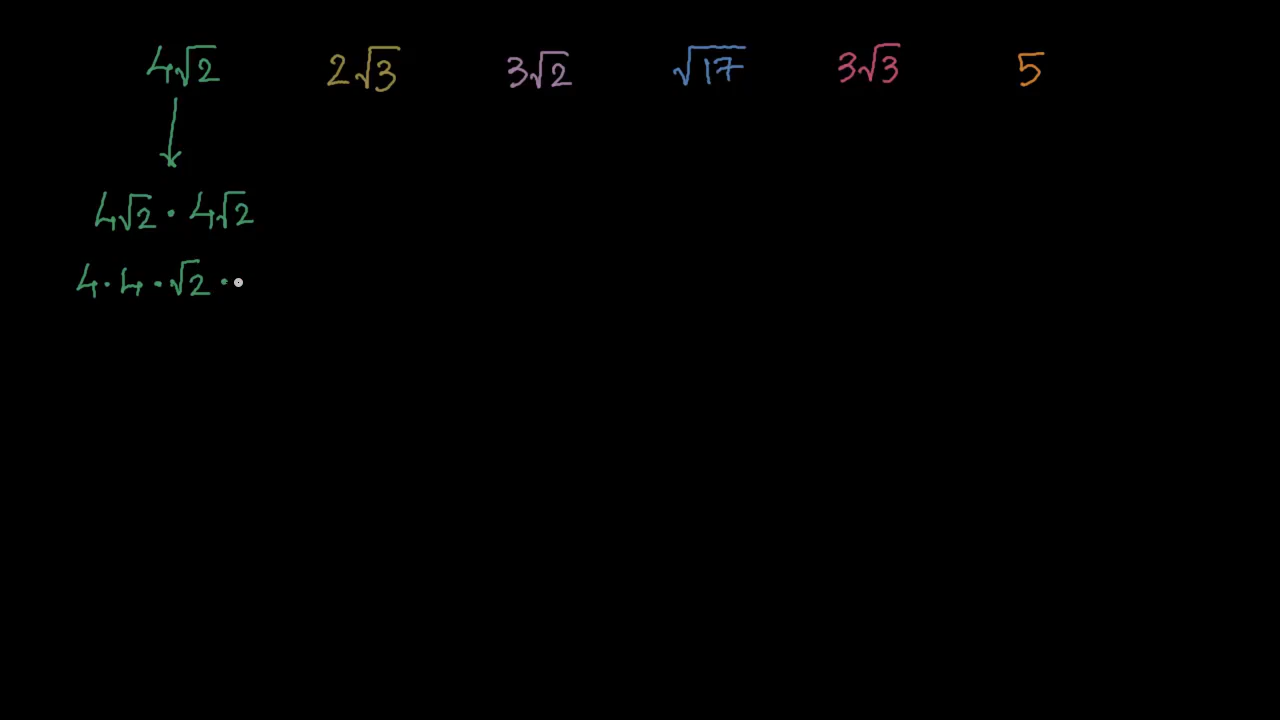 4√2 2√3 3√2 √17 3√3 5
4√2 · 4√2
4 · 4 · √2 ·